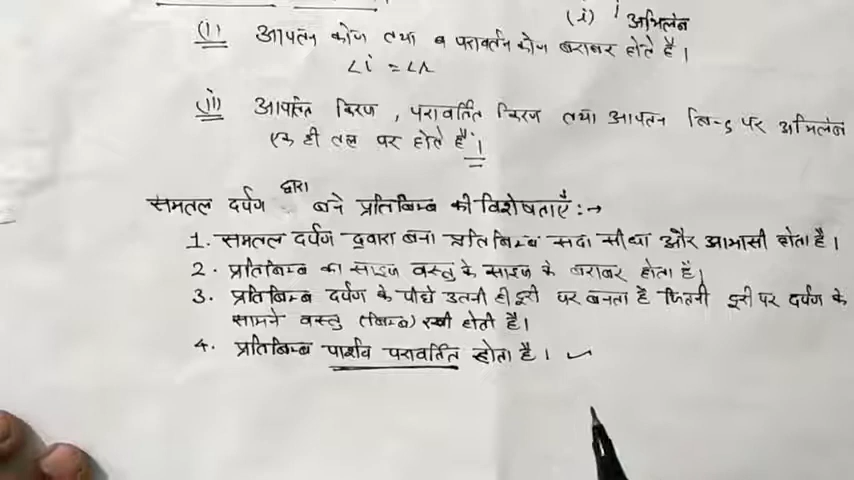 (i) अभिलंब
(i) आपतन कोण तथा व परावर्तन कोण बराबर होते है।
∠i = ∠r
(ii) आपतित किरण, परावर्तित किरण तथा आपतन बिन्दु पर अभिलंब
एक ही तल पर होते है।
समतल दर्पण द्वारा बने प्रतिबिम्ब की विशेषताएँ :→
1. समतल दर्पण द्वारा बना प्रतिबिम्ब सदा सीधा और आभासी होता है।
2. प्रतिबिम्ब का साइज वस्तु के साइज के बराबर होता है।
3. प्रतिबिम्ब दर्पण के पीछे उतनी ही दूरी पर बनता है जितनी दूरी पर दर्पण के
सामने वस्तु (बिम्ब) रखी होती है।
4. प्रतिबिम्ब पार्श्व परावर्तित होता है।